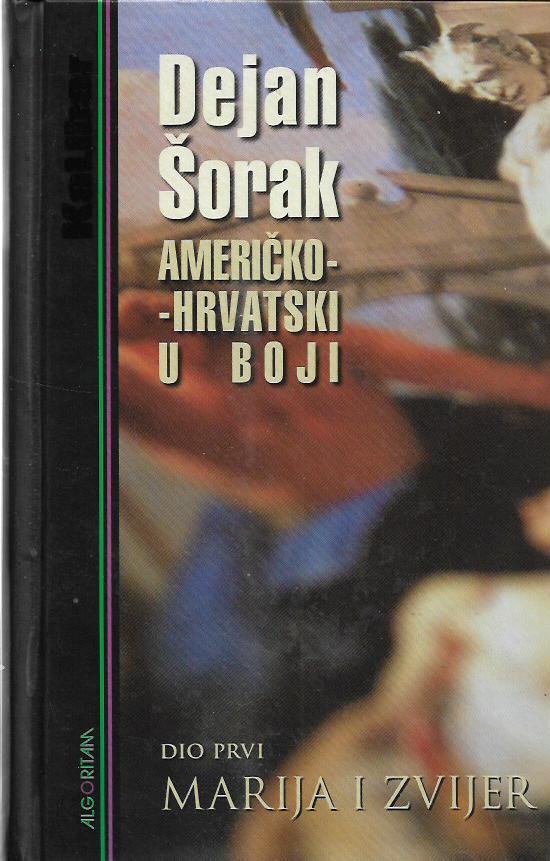 Dejan
Šorak
AMERIČKO-
-HRVATSKI
U BOJI
DIO PRVI
MARIJA I ZVIJER
KaLibar
ALGORITAM